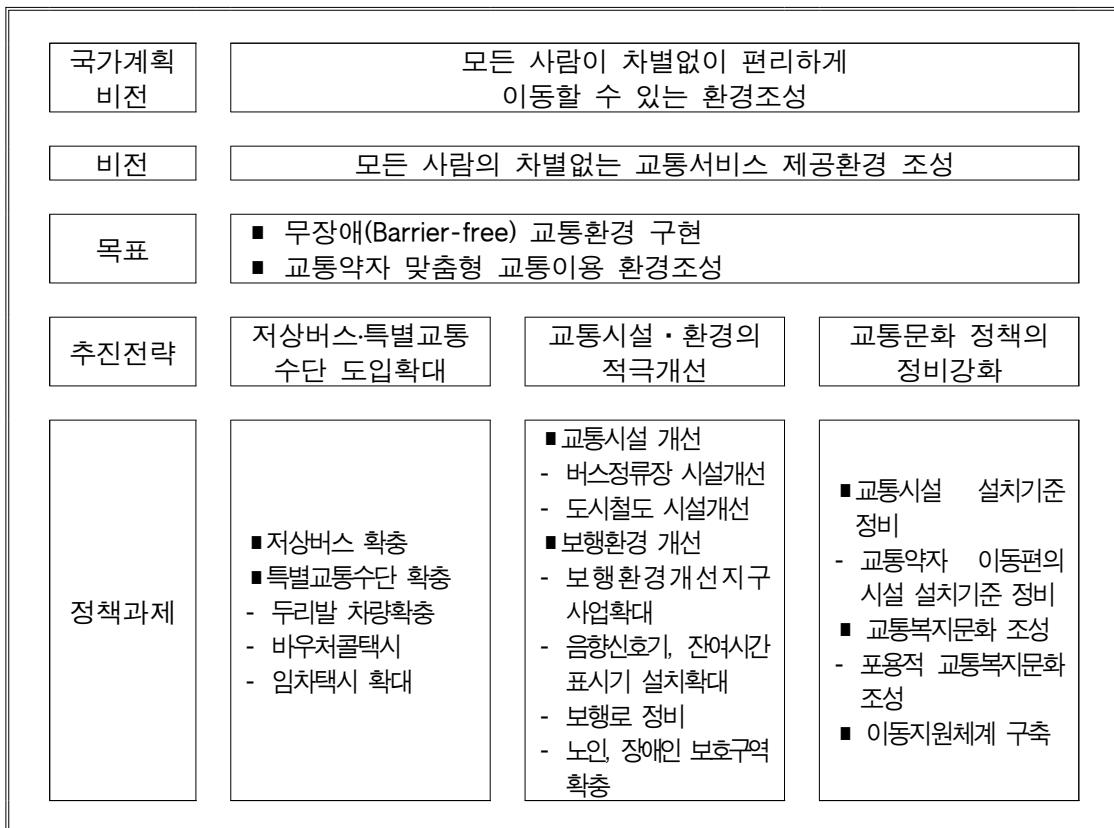 국가계획
비전
모든 사람이 차별없이 편리하게
이동할 수 있는 환경조성
비전
모든 사람의 차별없는 교통서비스 제공환경 조성
목표
■ 무장애(Barrier-free) 교통환경 구현
■ 교통약자 맞춤형 교통이용 환경조성
추진전략
저상버스·특별교통
수단 도입확대
교통시설・환경의
적극개선
교통문화 정책의
정비강화
정책과제
■저상버스 확충
■특별교통수단 확충
- 두리발 차량확충
- 바우처콜택시
- 임차택시 확대
■교통시설 개선
- 버스정류장 시설개선
- 도시철도 시설개선
■보행환경 개선
- 보행환경개선지구
사업확대
- 음향신호기, 잔여시간
표시기 설치확대
- 보행로 정비
- 노인, 장애인 보호구역
확충
■교통시설 설치기준
정비
- 교통약자 이동편의
시설 설치기준 정비
■ 교통복지문화 조성
- 포용적 교통복지문화
조성
■ 이동지원체계 구축